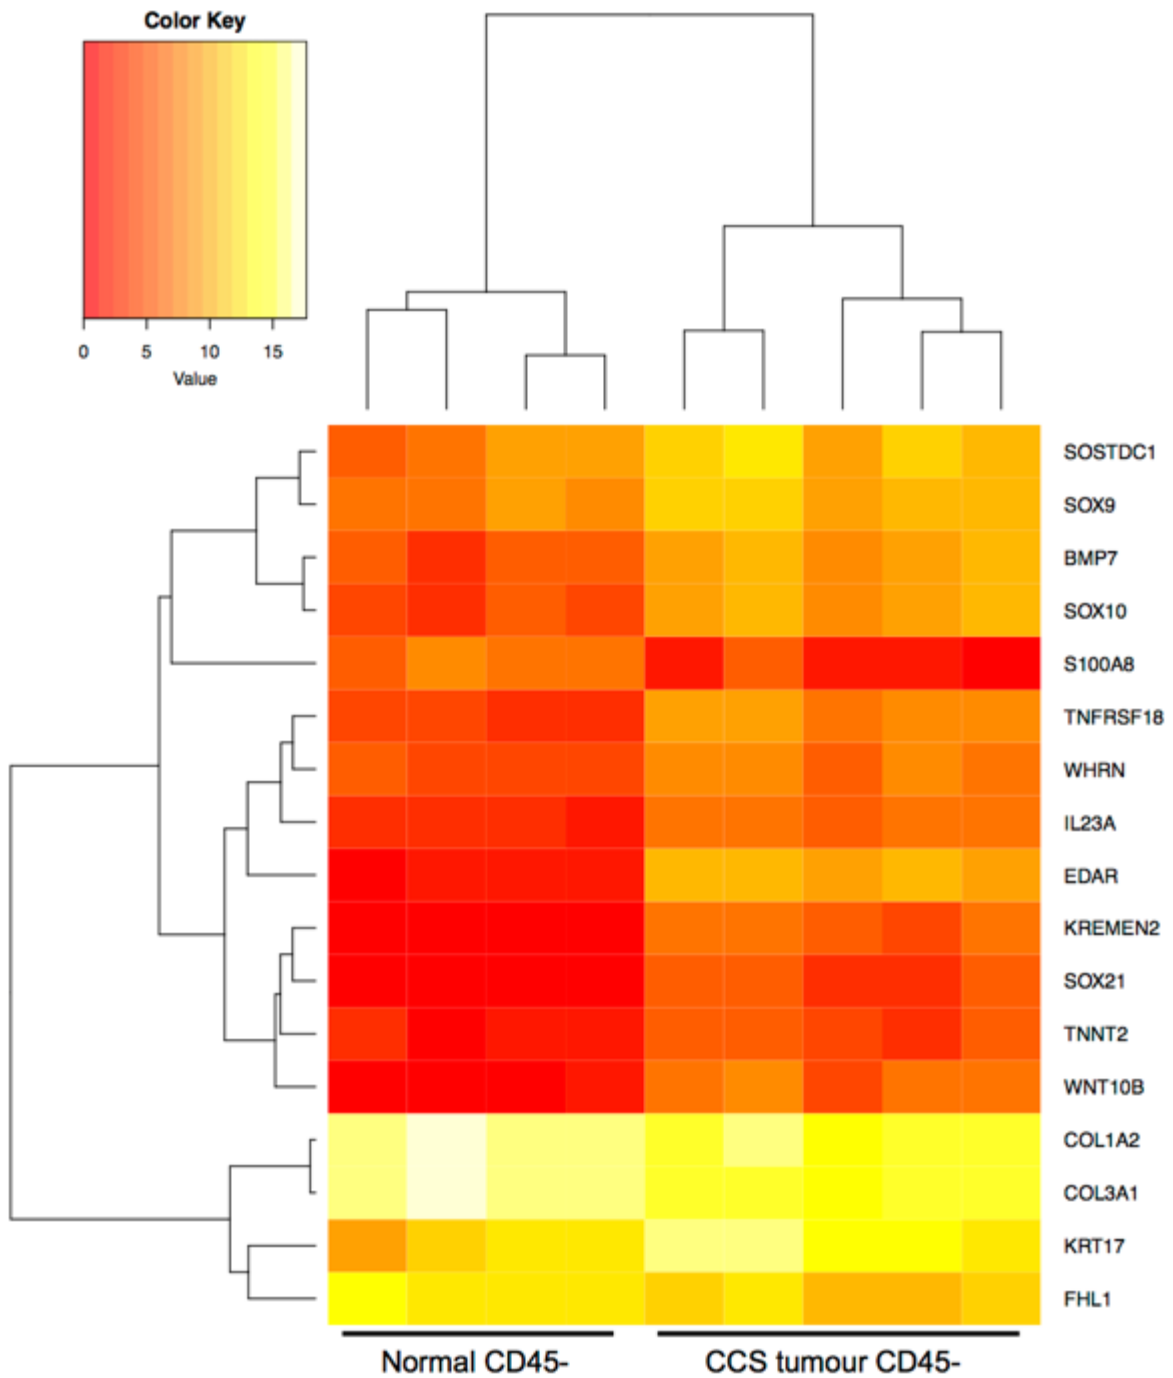 Color Key
0 5 10 15
Value
SOSTDC1
SOX9
BMP7
SOX10
S100A8
TNFRSF18
WHRN
IL23A
EDAR
KREMEN2
SOX21
TNNT2
WNT10B
COL1A2
COL3A1
KRT17
FHL1
Normal CD45- CCS tumour CD45-